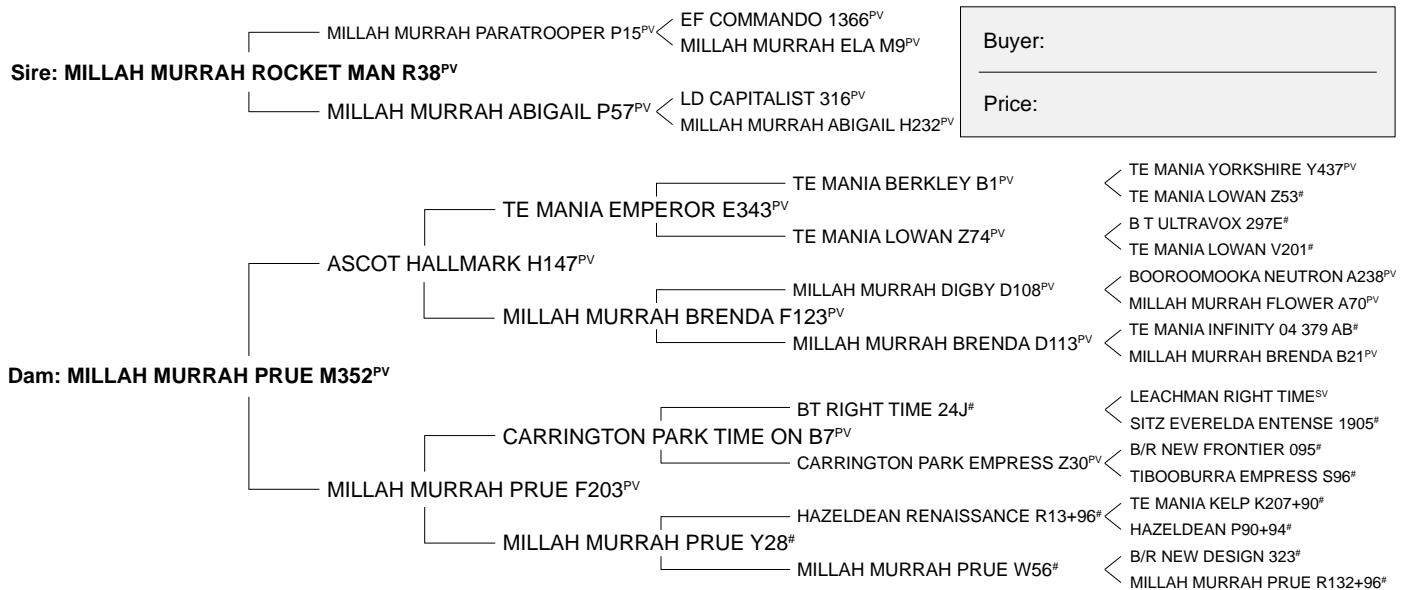 EF COMMANDO 1366PV
MILLAH MURRAH PARATROOPER P15PV
MILLAH MURRAH ELA M9PV
Buyer:
Sire: MILLAH MURRAH ROCKET MAN R38PV
LD CAPITALIST 316PV
Price:
MILLAH MURRAH ABIGAIL P57PV
MILLAH MURRAH ABIGAIL H232PV
TE MANIA YORKSHIRE Y437PV
TE MANIA BERKLEY B1PV
TE MANIA LOWAN Z53#
TE MANIA EMPEROR E343PV
B T ULTRAVOX 297E#
TE MANIA LOWAN Z74PV
TE MANIA LOWAN V201#
ASCOT HALLMARK H147PV
BOOROOMOOKA NEUTRON A238PV
MILLAH MURRAH DIGBY D108PV
MILLAH MURRAH FLOWER A70PV
MILLAH MURRAH BRENDA F123PV
TE MANIA INFINITY 04 379 AB#
MILLAH MURRAH BRENDA D113PV
MILLAH MURRAH BRENDA B21PV
Dam: MILLAH MURRAH PRUE M352PV
LEACHMAN RIGHT TIMESV
BT RIGHT TIME 24J#
SITZ EVERELDA ENTENSE 1905#
CARRINGTON PARK TIME ON B7PV
B/R NEW FRONTIER 095#
CARRINGTON PARK EMPRESS Z30PV
TIBOOBURRA EMPRESS S96#
MILLAH MURRAH PRUE F203PV
TE MANIA KELP K207+90#
HAZELDEAN RENAISSANCE R13+96#
HAZELDEAN P90+94#
MILLAH MURRAH PRUE Y28#
B/R NEW DESIGN 323#
MILLAH MURRAH PRUE W56#
MILLAH MURRAH PRUE R132+96#